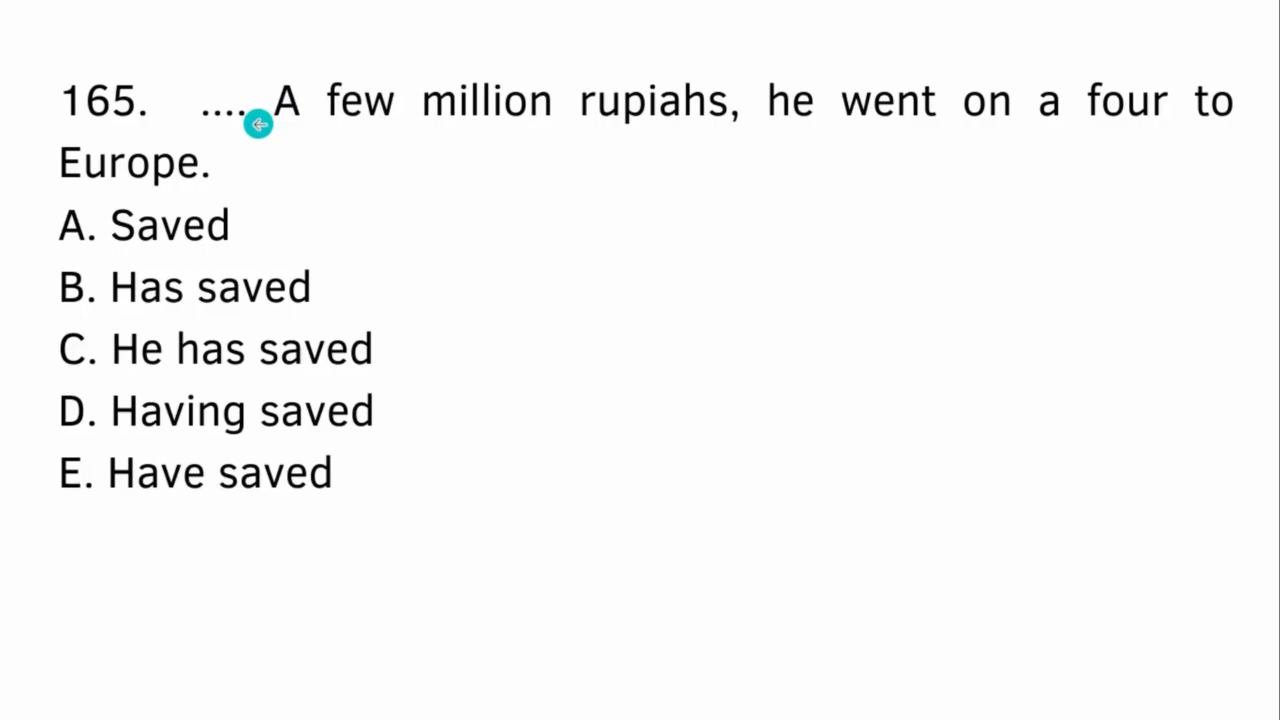 165. .... A few million rupiahs, he went on a four to
Europe.
A. Saved
B. Has saved
C. He has saved
D. Having saved
E. Have saved